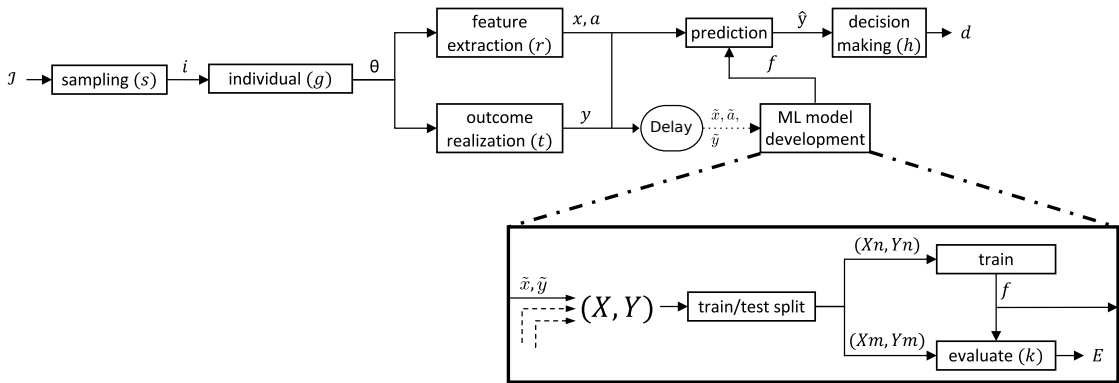 ℐ
sampling (s)
i
individual (g)
θ
feature
extraction (r)
x, a
outcome
realization (t)
y
prediction
ŷ
decision
making (h)
d
f
Delay
x̃, ã,
ỹ
ML model
development
x̃, ỹ
(X, Y)
train/test split
(Xn, Yn)
train
f
(Xm, Ym)
evaluate (k)
E